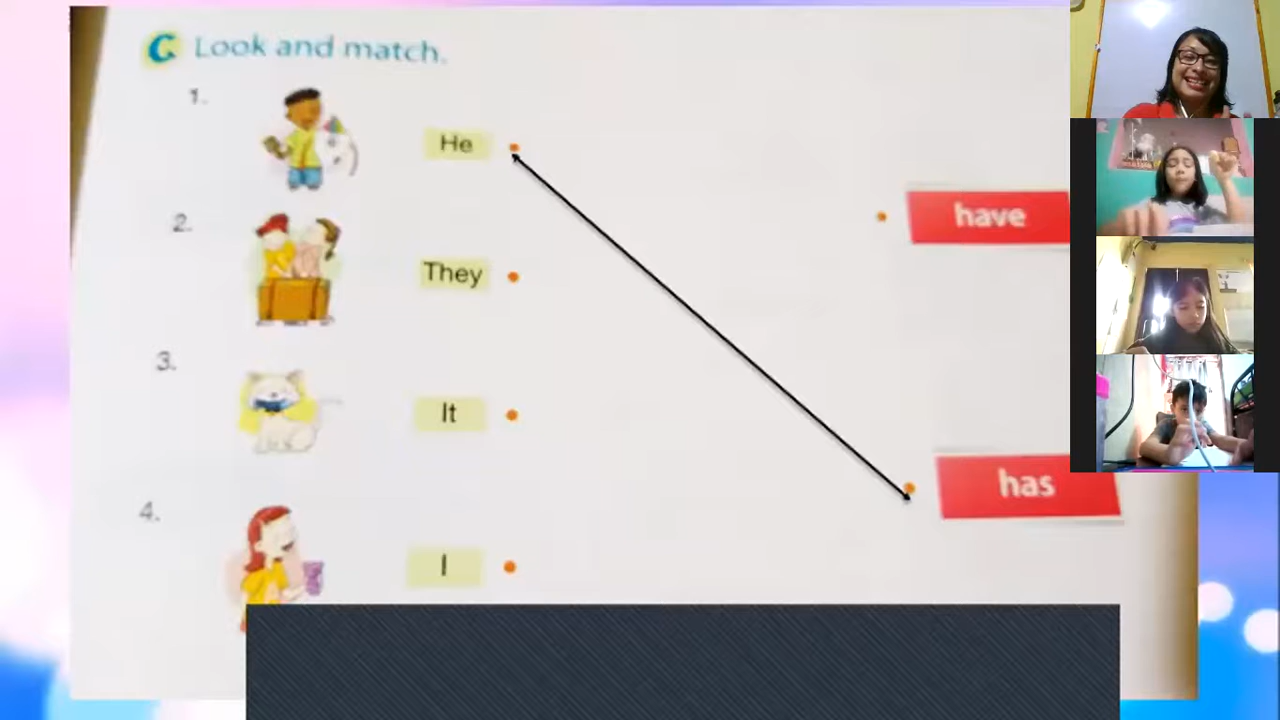 C Look and match.
1.
He
have
2.
They
3.
It
has
4.
I